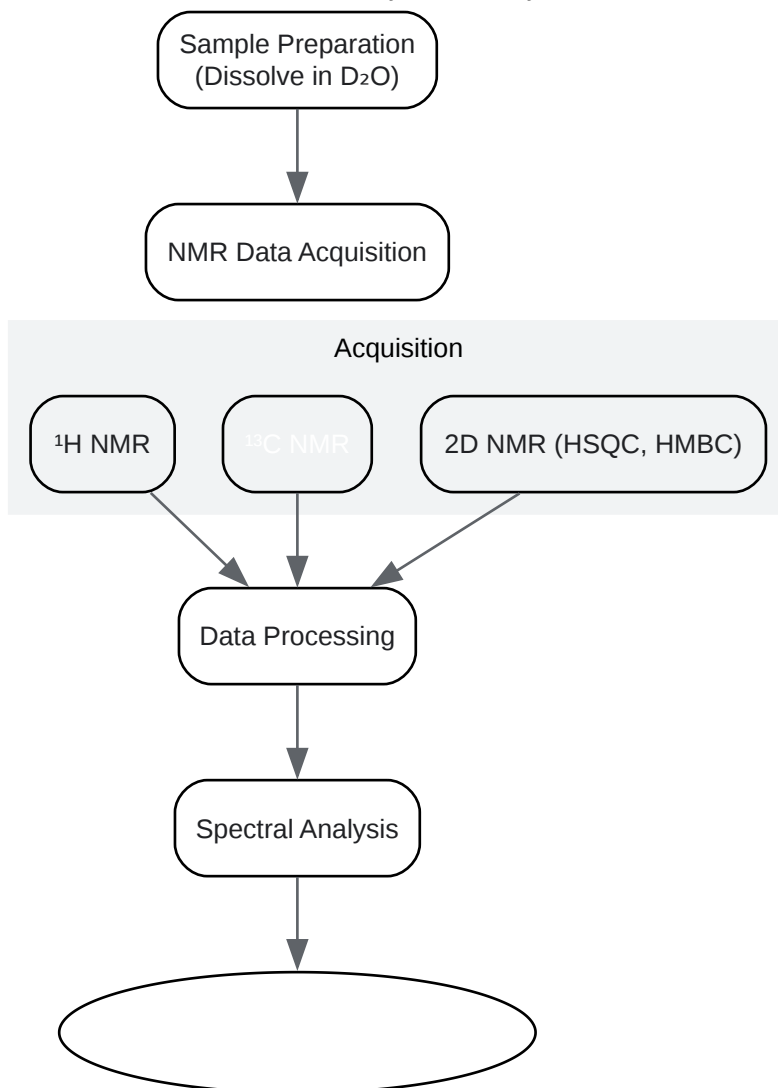 Sample Preparation
(Dissolve in D₂O)
NMR Data Acquisition
Acquisition
¹H NMR
¹³C NMR
2D NMR (HSQC, HMBC)
Data Processing
Spectral Analysis